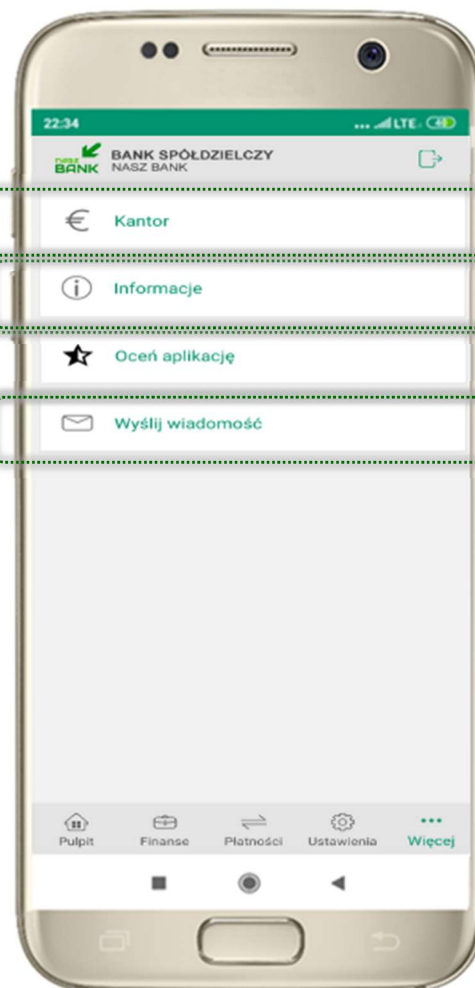 22:34
... LTE 48
nasz
BANK
BANK SPÓŁDZIELCZY
NASZ BANK
Kantor
Informacje
Oceń aplikację
Wyślij wiadomość
Pulpit
Finanse
Płatności
Ustawienia
Więcej